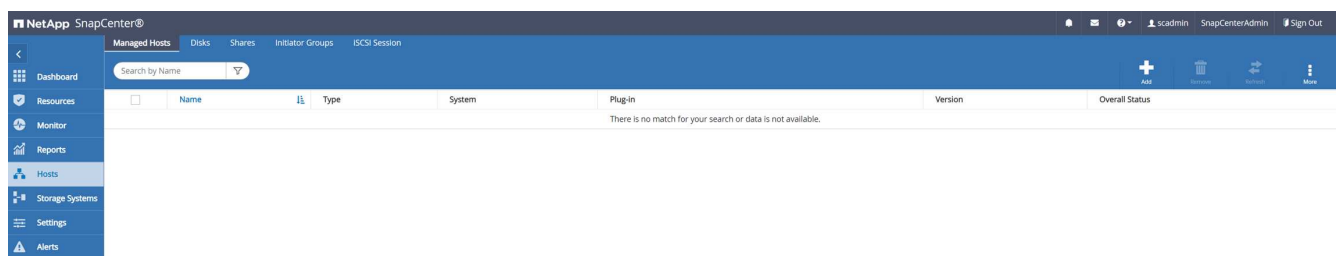 NetApp SnapCenter®
scadmin SnapCenterAdmin Sign Out
Managed Hosts Disks Shares Initiator Groups iSCSI Session
Search by Name
Add Remove Refresh More
Dashboard
Resources
Monitor
Reports
Hosts
Storage Systems
Settings
Alerts
Name Type System Plug-in Version Overall Status
There is no match for your search or data is not available.